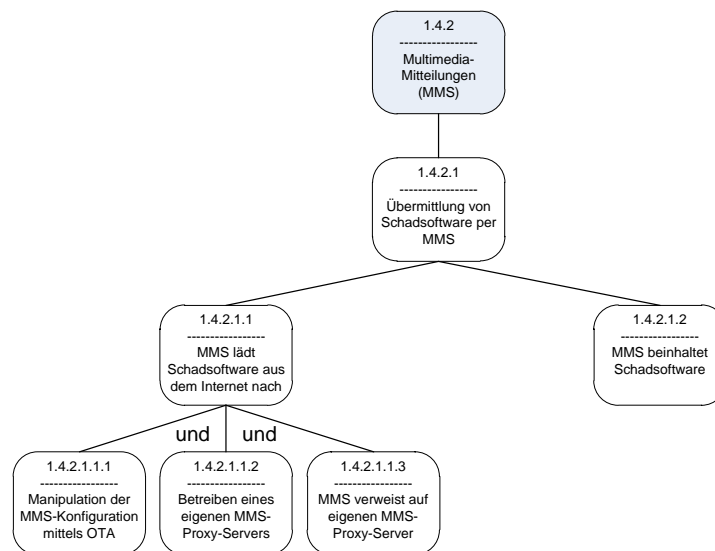 1.4.2
-----------------
Multimedia-
Mitteilungen
(MMS)
1.4.2.1
-----------------
Übermittlung von
Schadsoftware per
MMS
1.4.2.1.1
-----------------
MMS lädt
Schadsoftware aus
dem Internet nach
1.4.2.1.2
-----------------
MMS beinhaltet
Schadsoftware
und und
1.4.2.1.1.1
-----------------
Manipulation der
MMS-Konfiguration
mittels OTA
1.4.2.1.1.2
-----------------
Betreiben eines
eigenen MMS-
Proxy-Servers
1.4.2.1.1.3
-----------------
MMS verweist auf
eigenen MMS-
Proxy-Server